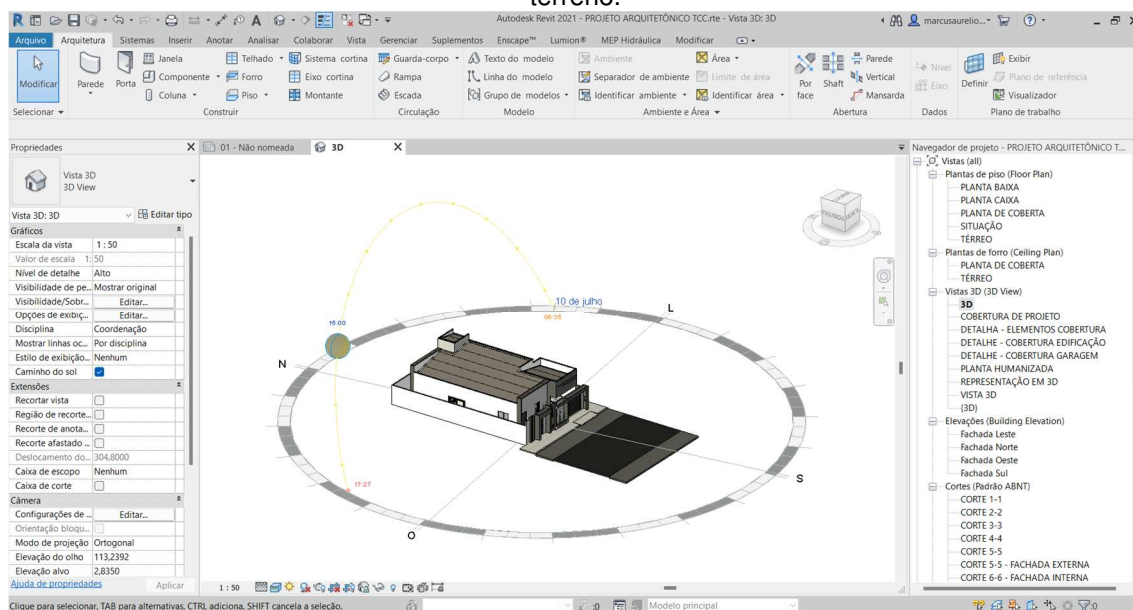 terreno.
Autodesk Revit 2021 - PROJETO ARQUITETÔNICO TCC.rte - Vista 3D: 3D
marcusaurelio...
Arquivo Arquitetura Sistemas Inserir Anotar Analisar Colaborar Vista Gerenciar Suplementos Enscape™ Lumion® MEP Hidráulica Modificar
Modificar
Parede
Porta
Janela
Componente
Coluna
Telhado
Forro
Piso
Sistema cortina
Eixo cortina
Montante
Guarda-corpo
Rampa
Escada
Texto do modelo
Linha do modelo
Grupo de modelos
Ambiente
Separador de ambiente
Identificar ambiente
Área
Limite de área
Identificar área
Por face
Shaft
Parede
Vertical
Mansarda
Nível
Eixo
Definir
Exibir
Plano de referência
Visualizador
Selecionar Construir Circulação Modelo Ambiente e Área Abertura Dados Plano de trabalho
Propriedades
Vista 3D
3D View
Vista 3D: 3D Editar tipo
Gráficos
Escala da vista 1 : 50
Valor de escala 1: 50
Nível de detalhe Alto
Visibilidade de pe... Mostrar original
Visibilidade/Sobr... Editar...
Opções de exibiç... Editar...
Disciplina Coordenação
Mostrar linhas oc... Por disciplina
Estilo de exibição... Nenhum
Caminho do sol
Extensões
Recortar vista
Região de recorte...
Recorte de anota...
Recorte afastado ...
Deslocamento do... 304,8000
Caixa de escopo Nenhum
Caixa de corte
Câmera
Configurações de ... Editar...
Orientação bloqu...
Modo de projeção Ortogonal
Elevação do olho 113,2392
Elevação alvo 2,8350
Ajuda de propriedades Aplicar
01 - Não nomeada 3D
10 de julho
06:35
15:00
17:27
N
L
S
O
1 : 50
Navegador de projeto - PROJETO ARQUITETÔNICO T...
Vistas (all)
Plantas de piso (Floor Plan)
PLANTA BAIXA
PLANTA CAIXA
PLANTA DE COBERTA
SITUAÇÃO
TÉRREO
Plantas de forro (Ceiling Plan)
PLANTA DE COBERTA
TÉRREO
Vistas 3D (3D View)
3D
COBERTURA DE PROJETO
DETALHA - ELEMENTOS COBERTURA
DETALHE - COBERTURA EDIFICAÇÃO
DETALHE - COBERTURA GARAGEM
PLANTA HUMANIZADA
REPRESENTAÇÃO EM 3D
VISTA 3D
{3D}
Elevações (Building Elevation)
Fachada Leste
Fachada Norte
Fachada Oeste
Fachada Sul
Cortes (Padrão ABNT)
CORTE 1-1
CORTE 2-2
CORTE 3-3
CORTE 4-4
CORTE 5-5
CORTE 5-5 - FACHADA EXTERNA
CORTE 6-6 - FACHADA INTERNA
Clique para selecionar, TAB para alternativas, CTRL adiciona, SHIFT cancela a seleção.
:0 Modelo principal
:0